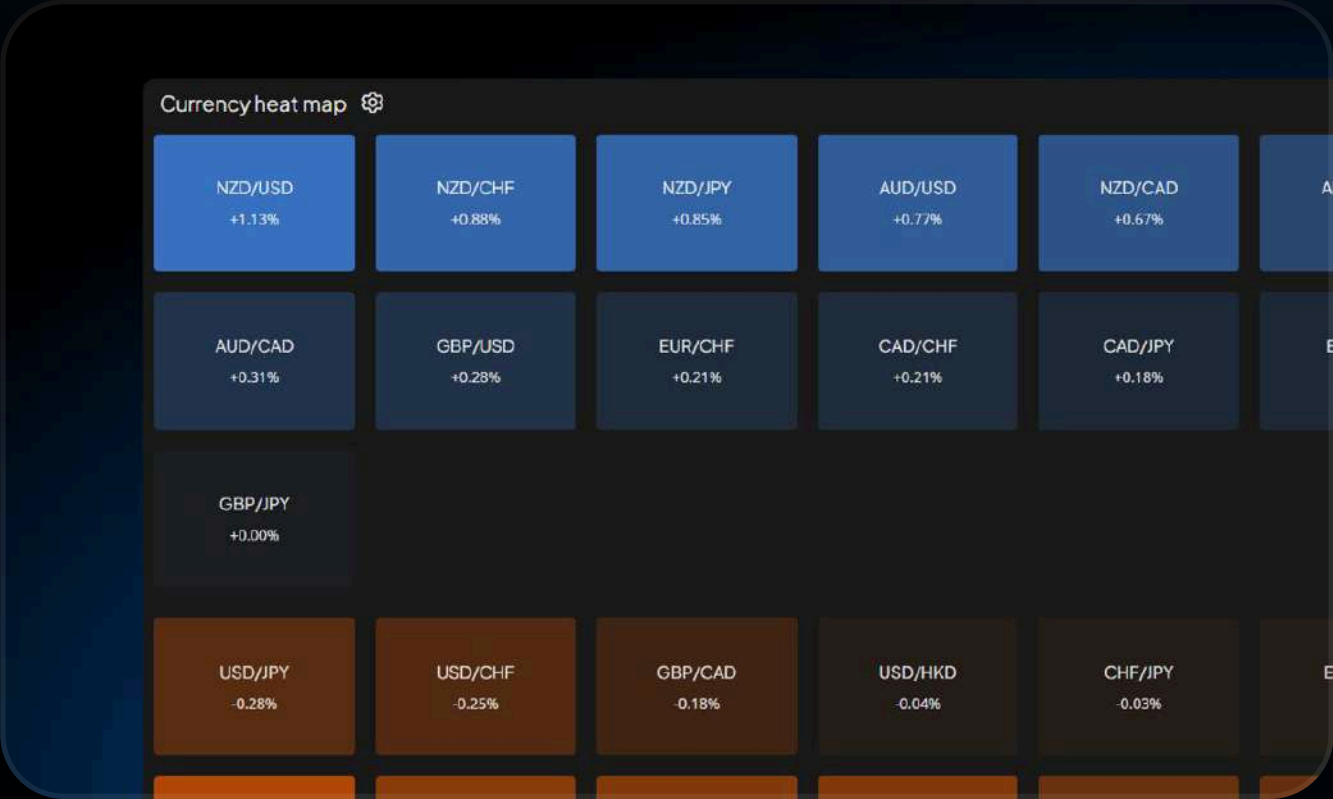 Currency heat map
NZD/USD
+1.13%
NZD/CHF
+0.88%
NZD/JPY
+0.85%
AUD/USD
+0.77%
NZD/CAD
+0.67%
A
AUD/CAD
+0.31%
GBP/USD
+0.28%
EUR/CHF
+0.21%
CAD/CHF
+0.21%
CAD/JPY
+0.18%
E
GBP/JPY
+0.00%
USD/JPY
-0.28%
USD/CHF
-0.25%
GBP/CAD
-0.18%
USD/HKD
-0.04%
CHF/JPY
-0.03%
E